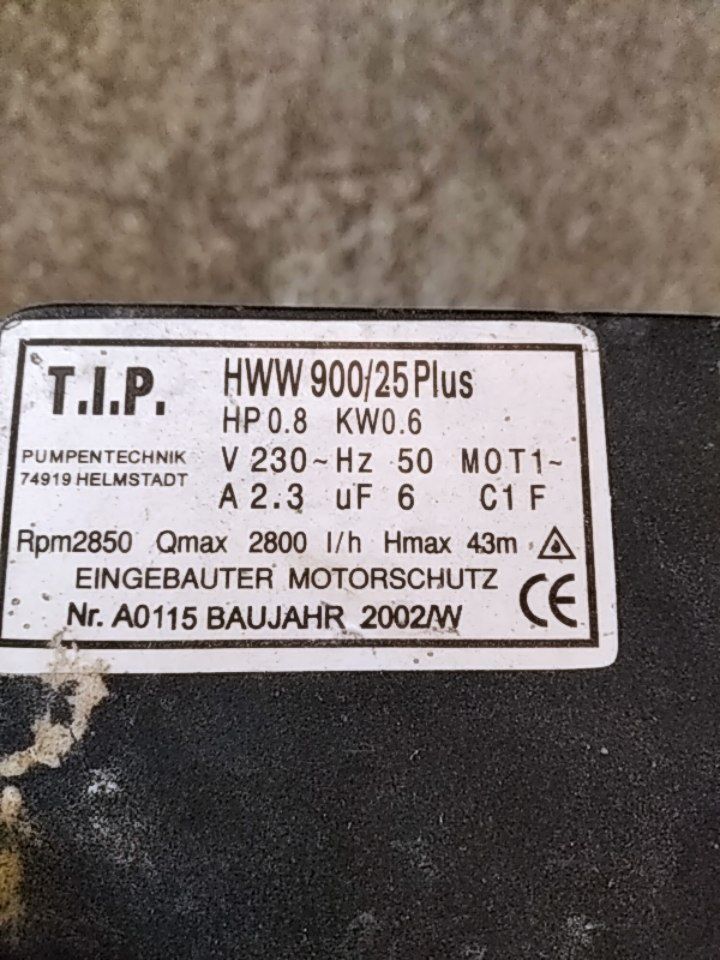 T.I.P.
PUMPENTECHNIK
74919 HELMSTADT
HWW 900/25 Plus
HP 0.8 KW0.6
V 230~Hz 50 MOT1~
A 2.3 uF 6 C1 F
Rpm2850 Qmax 2800 l/h Hmax 43m
EINGEBAUTER MOTORSCHUTZ
Nr. A0115 BAUJAHR 2002/W
CE